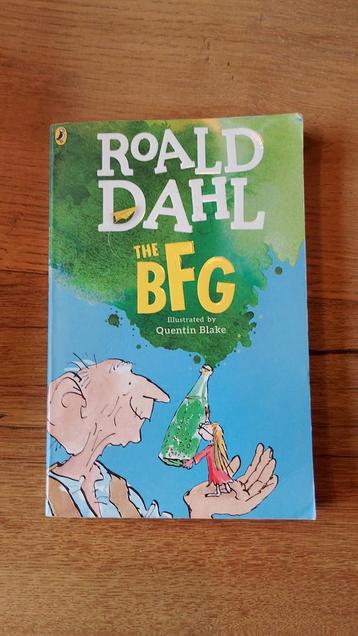 ROALD
DAHL
THE
BFG
Illustrated by
Quentin Blake